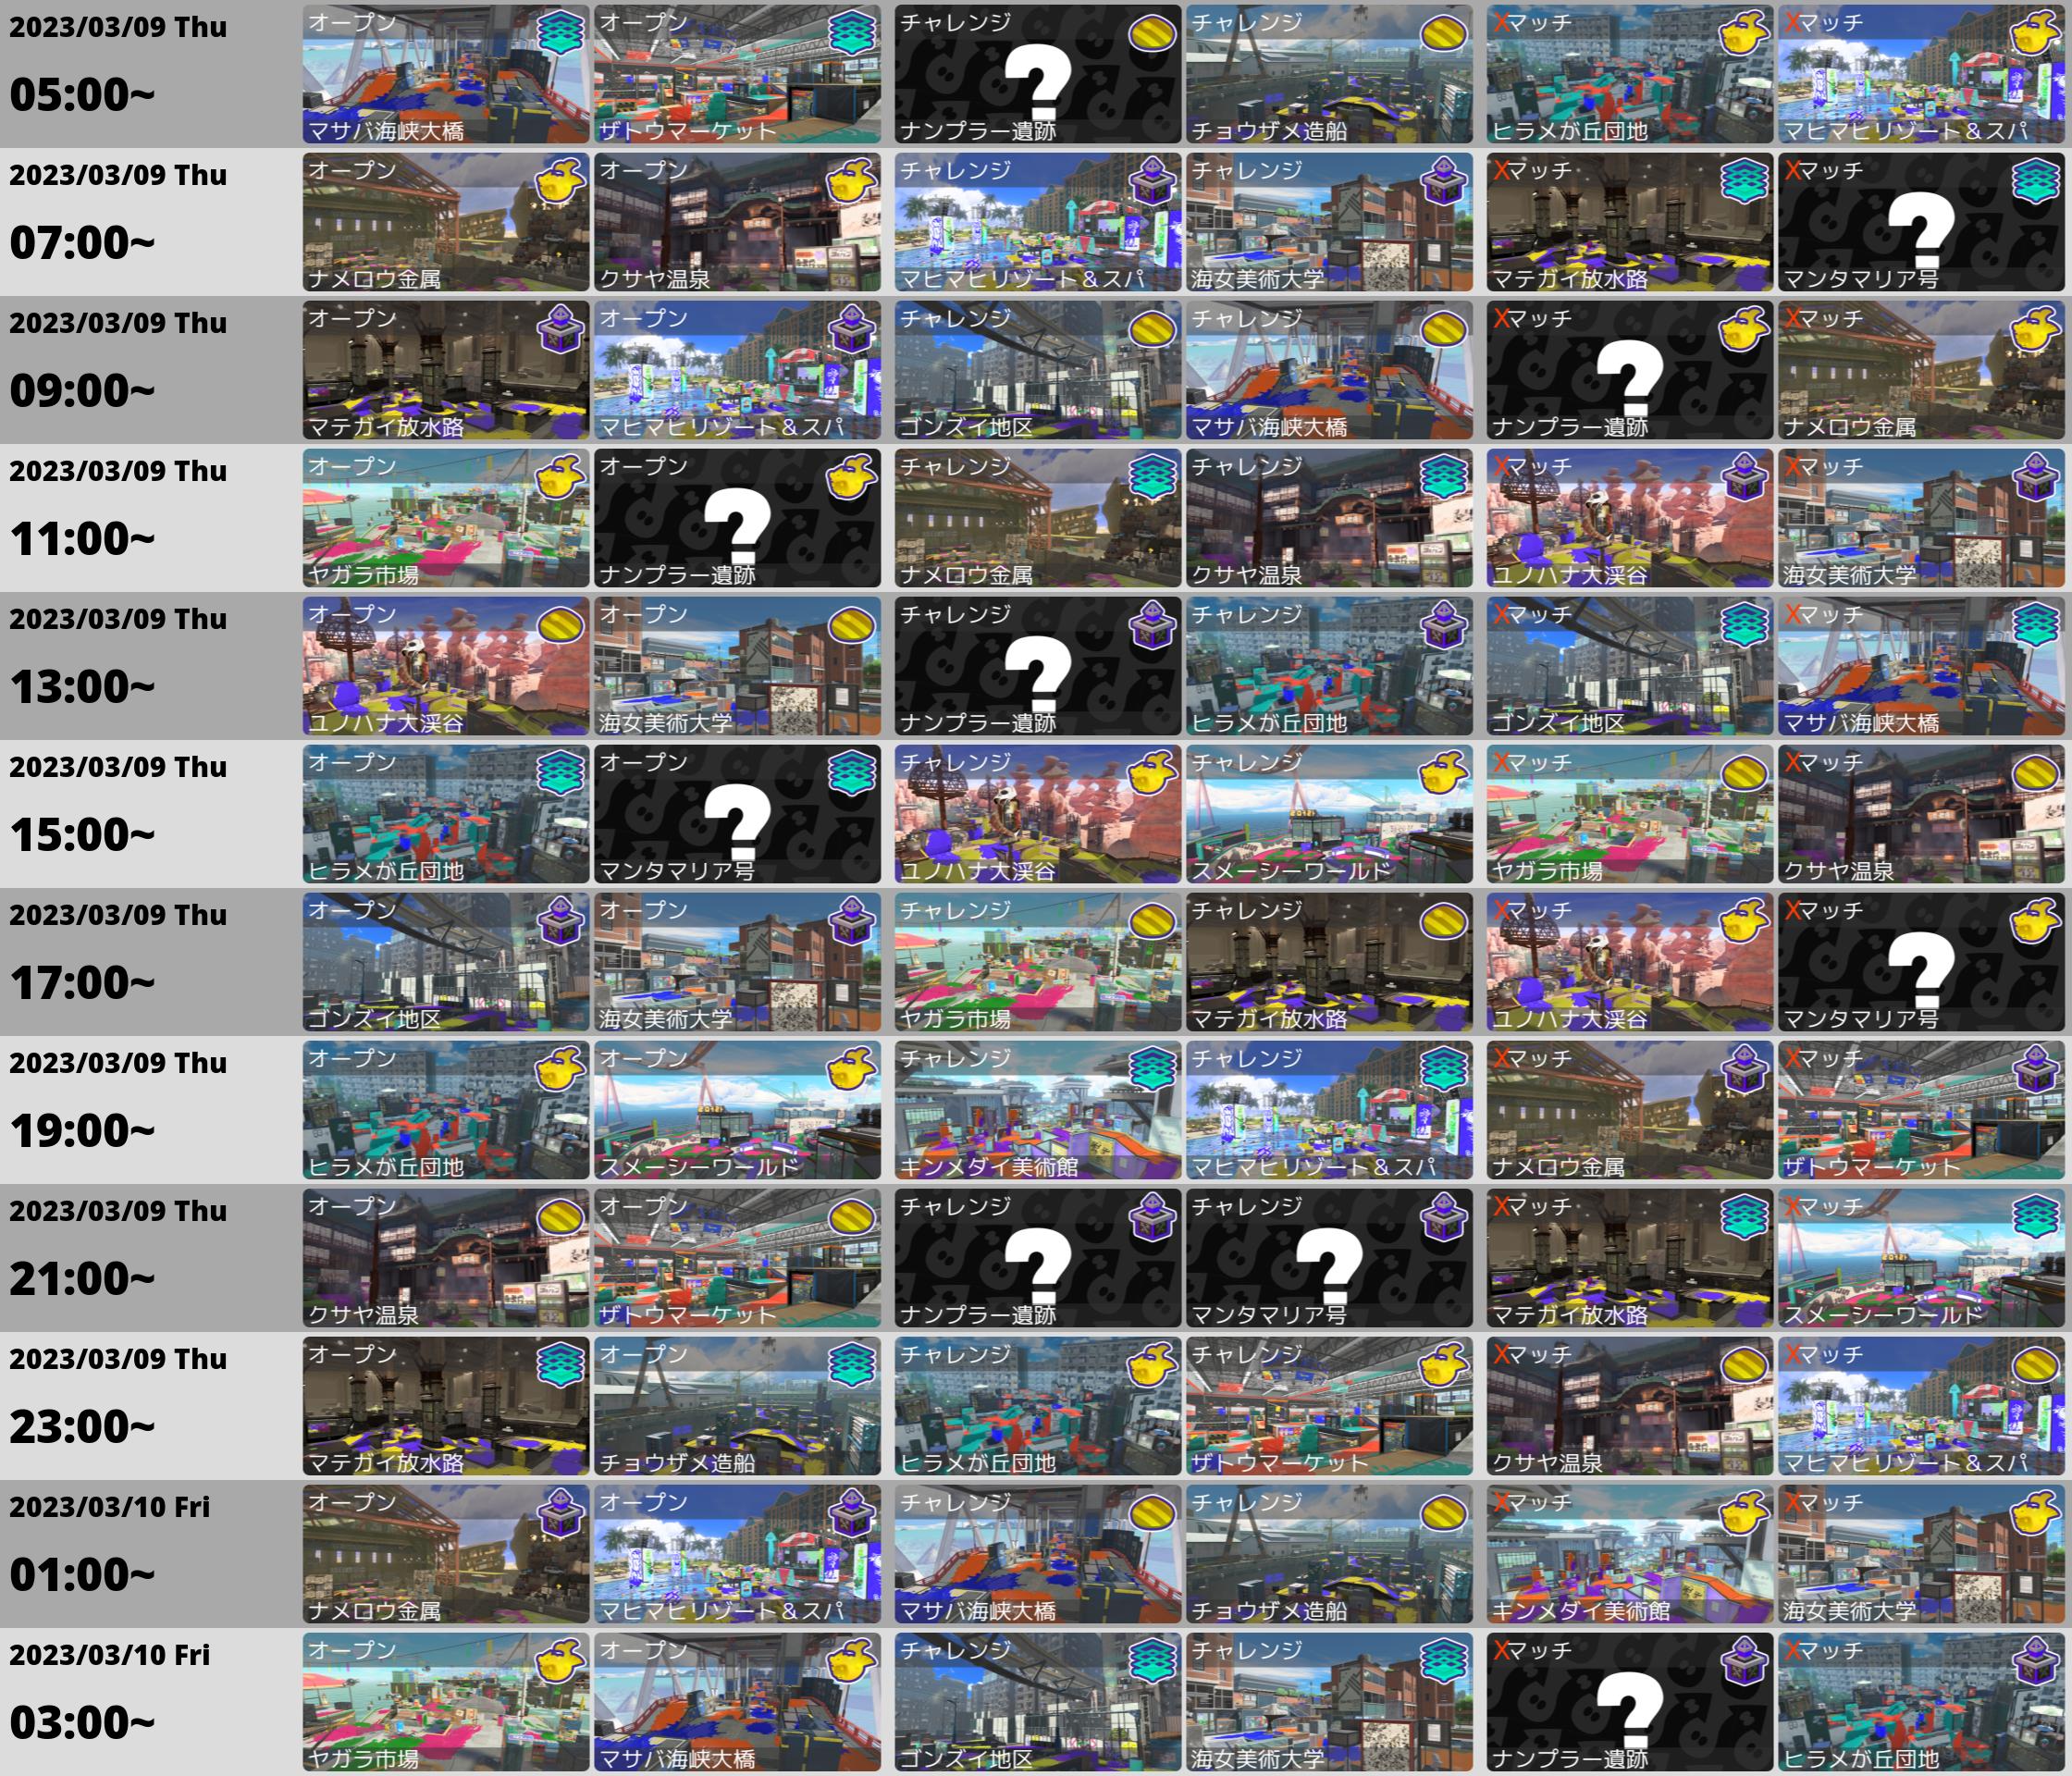 2023/03/09 Thu
05:00~
オープン オープン チャレンジ チャレンジ Xマッチ Xマッチ
マサバ海峡大橋 ザトウマーケット ナンプラー遺跡 チョウザメ造船 ヒラメが丘団地 マヒマヒリゾート&スパ
2023/03/09 Thu
07:00~
オープン オープン チャレンジ チャレンジ Xマッチ Xマッチ
ナメロウ金属 クサヤ温泉 マヒマヒリゾート&スパ 海女美術大学 マテガイ放水路 マンタマリア号
2023/03/09 Thu
09:00~
オープン オープン チャレンジ チャレンジ Xマッチ Xマッチ
マテガイ放水路 マヒマヒリゾート&スパ ゴンズイ地区 マサバ海峡大橋 ナンプラー遺跡 ナメロウ金属
2023/03/09 Thu
11:00~
オープン オープン チャレンジ チャレンジ Xマッチ Xマッチ
ヤガラ市場 ナンプラー遺跡 ナメロウ金属 クサヤ温泉 ユノハナ大渓谷 海女美術大学
2023/03/09 Thu
13:00~
オープン オープン チャレンジ チャレンジ Xマッチ Xマッチ
ユノハナ大渓谷 海女美術大学 ナンプラー遺跡 ヒラメが丘団地 ゴンズイ地区 マサバ海峡大橋
2023/03/09 Thu
15:00~
オープン オープン チャレンジ チャレンジ Xマッチ Xマッチ
ヒラメが丘団地 マンタマリア号 ユノハナ大渓谷 スメーシーワールド ヤガラ市場 クサヤ温泉
2023/03/09 Thu
17:00~
オープン オープン チャレンジ チャレンジ Xマッチ Xマッチ
ゴンズイ地区 海女美術大学 ヤガラ市場 マテガイ放水路 ユノハナ大渓谷 マンタマリア号
2023/03/09 Thu
19:00~
オープン オープン チャレンジ チャレンジ Xマッチ Xマッチ
ヒラメが丘団地 スメーシーワールド キンメダイ美術館 マヒマヒリゾート&スパ ナメロウ金属 ザトウマーケット
2023/03/09 Thu
21:00~
オープン オープン チャレンジ チャレンジ Xマッチ Xマッチ
クサヤ温泉 ザトウマーケット ナンプラー遺跡 マンタマリア号 マテガイ放水路 スメーシーワールド
2023/03/09 Thu
23:00~
オープン オープン チャレンジ チャレンジ Xマッチ Xマッチ
マテガイ放水路 チョウザメ造船 ヒラメが丘団地 ザトウマーケット クサヤ温泉 マヒマヒリゾート&スパ
2023/03/10 Fri
01:00~
オープン オープン チャレンジ チャレンジ Xマッチ Xマッチ
ナメロウ金属 マヒマヒリゾート&スパ マサバ海峡大橋 チョウザメ造船 キンメダイ美術館 海女美術大学
2023/03/10 Fri
03:00~
オープン オープン チャレンジ チャレンジ Xマッチ Xマッチ
ヤガラ市場 マサバ海峡大橋 ゴンズイ地区 海女美術大学 ナンプラー遺跡 ヒラメが丘団地